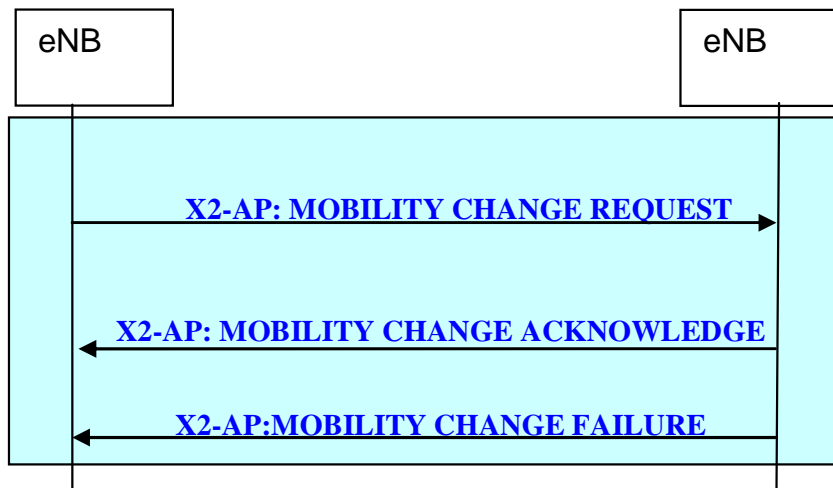 eNB
eNB
X2-AP: MOBILITY CHANGE REQUEST
X2-AP: MOBILITY CHANGE ACKNOWLEDGE
X2-AP:MOBILITY CHANGE FAILURE